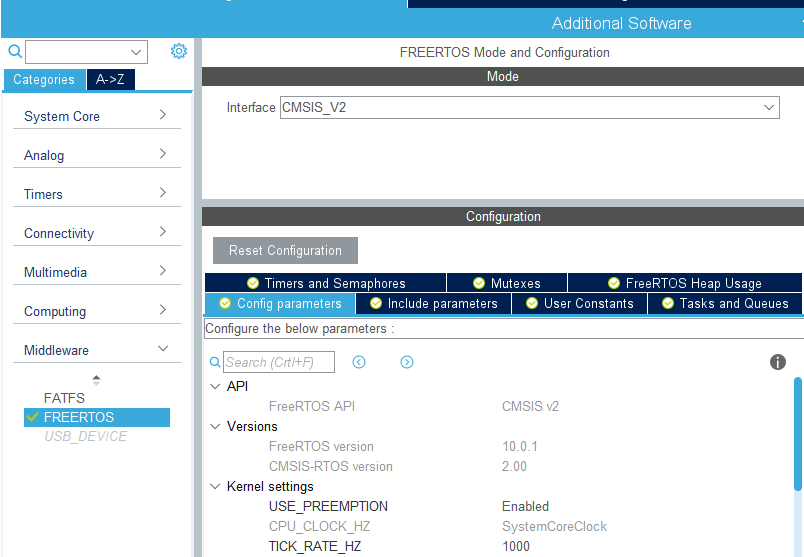 Additional Software
FREERTOS Mode and Configuration
Categories
A->Z
System Core
Analog
Timers
Connectivity
Multimedia
Computing
Middleware
FATFS
FREERTOS
USB_DEVICE
Mode
Interface CMSIS_V2
Configuration
Reset Configuration
Timers and Semaphores
Mutexes
FreeRTOS Heap Usage
Config parameters
Include parameters
User Constants
Tasks and Queues
Configure the below parameters :
Search (Crtl+F)
API
FreeRTOS API CMSIS v2
Versions
FreeRTOS version 10.0.1
CMSIS-RTOS version 2.00
Kernel settings
USE_PREEMPTION Enabled
CPU_CLOCK_HZ SystemCoreClock
TICK_RATE_HZ 1000